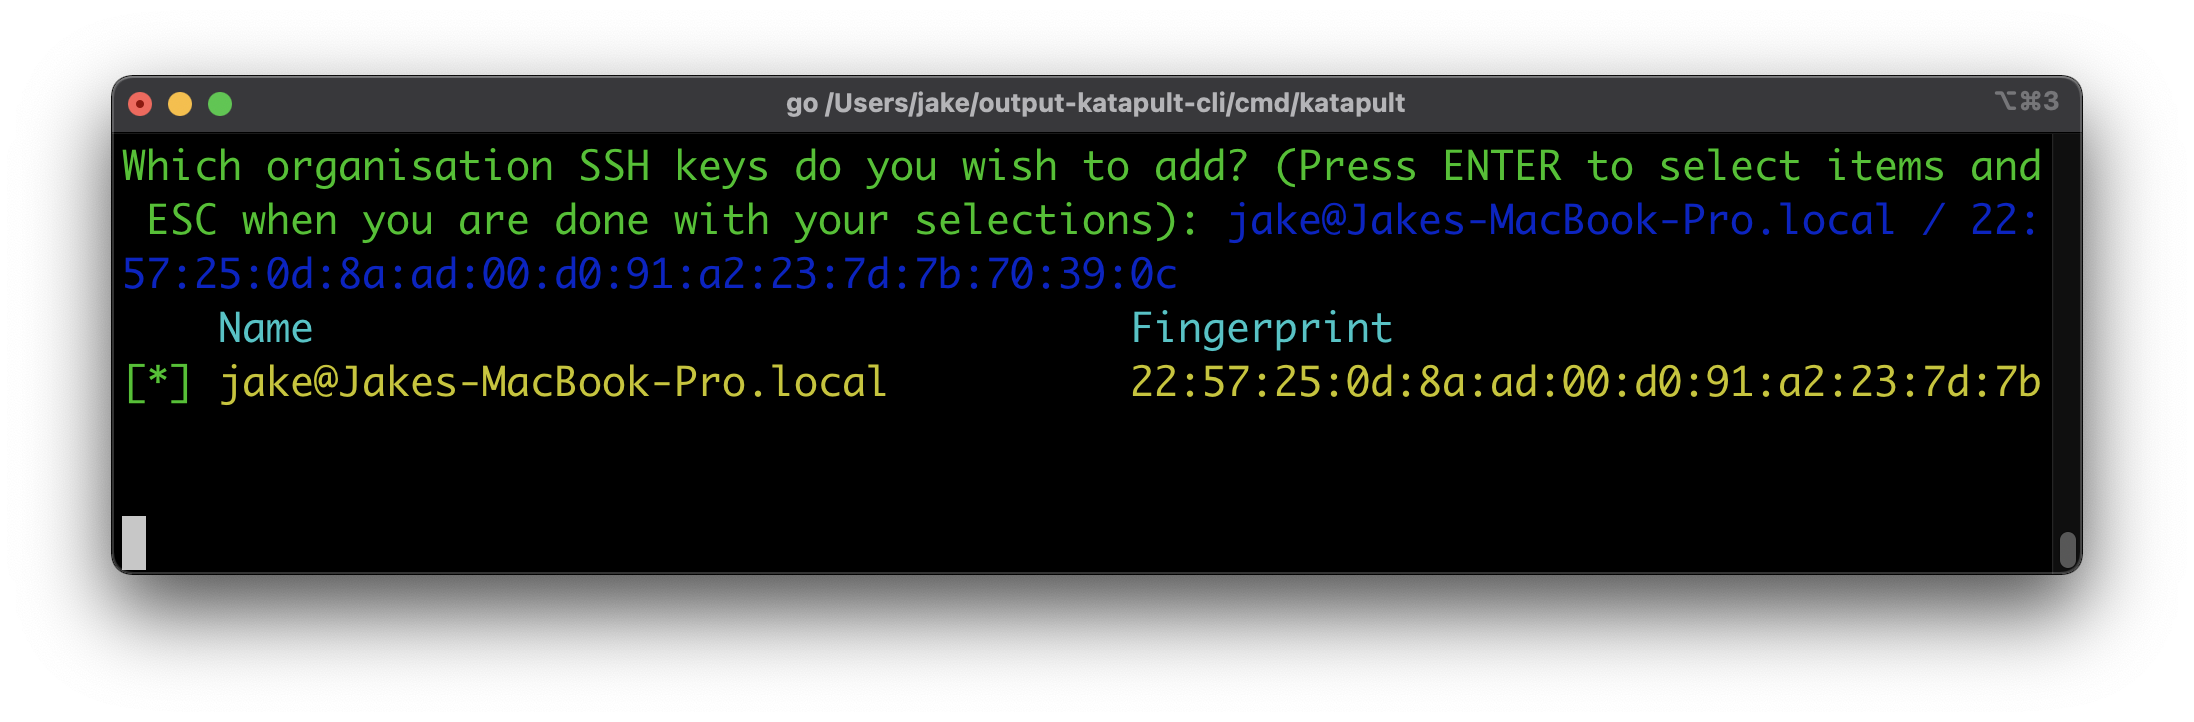 go /Users/jake/output-katapult-cli/cmd/katapult
⌥⌘3
Which organisation SSH keys do you wish to add? (Press ENTER to select items and
ESC when you are done with your selections): jake@Jakes-MacBook-Pro.local / 22:
57:25:0d:8a:ad:00:d0:91:a2:23:7d:7b:70:39:0c
Name Fingerprint
[*] jake@Jakes-MacBook-Pro.local 22:57:25:0d:8a:ad:00:d0:91:a2:23:7d:7b